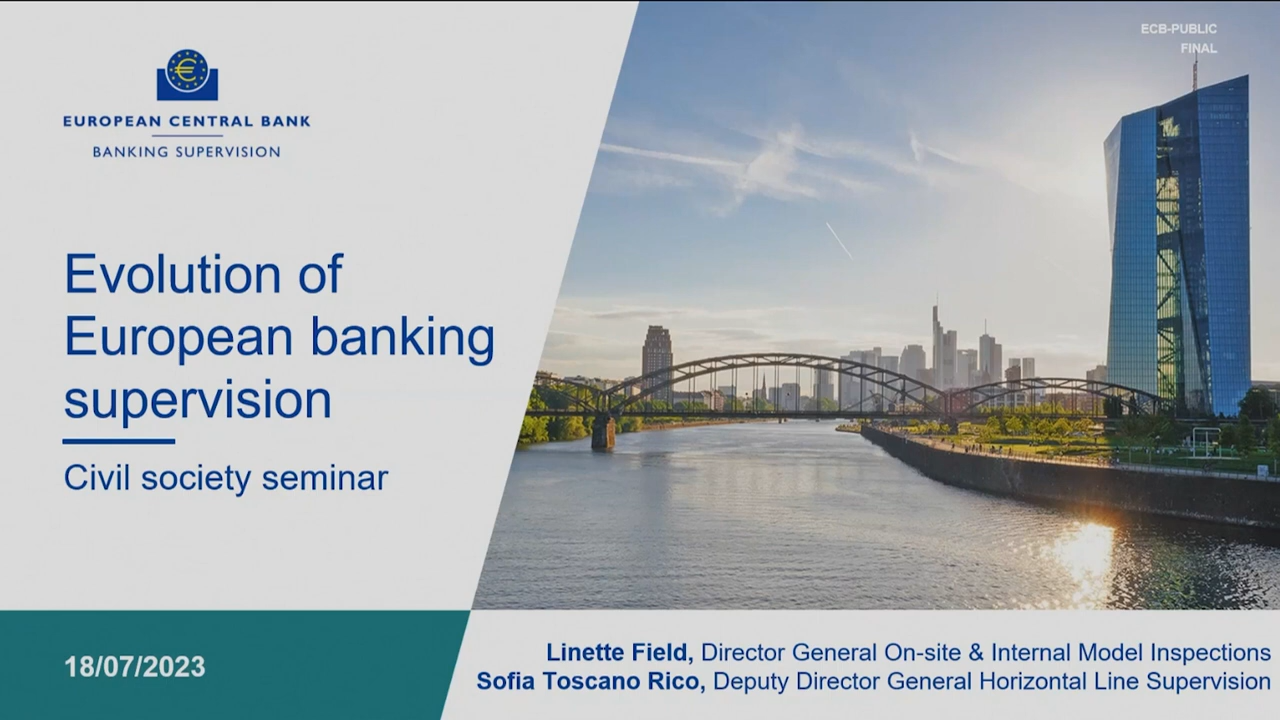 ECB-PUBLIC
FINAL
€
EUROPEAN CENTRAL BANK
BANKING SUPERVISION
Evolution of
European banking
supervision
Civil society seminar
18/07/2023
Linette Field, Director General On-site & Internal Model Inspections
Sofia Toscano Rico, Deputy Director General Horizontal Line Supervision